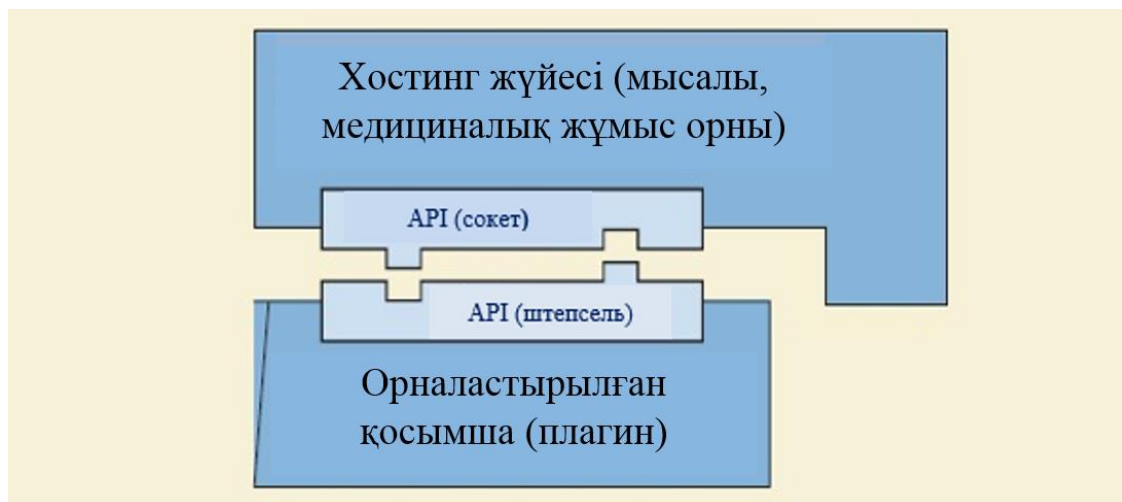 Хостинг жүйесі (мысалы,
медициналық жұмыс орны)
API (сокет)
API (штепсель)
Орналастырылған
қосымша (плагин)